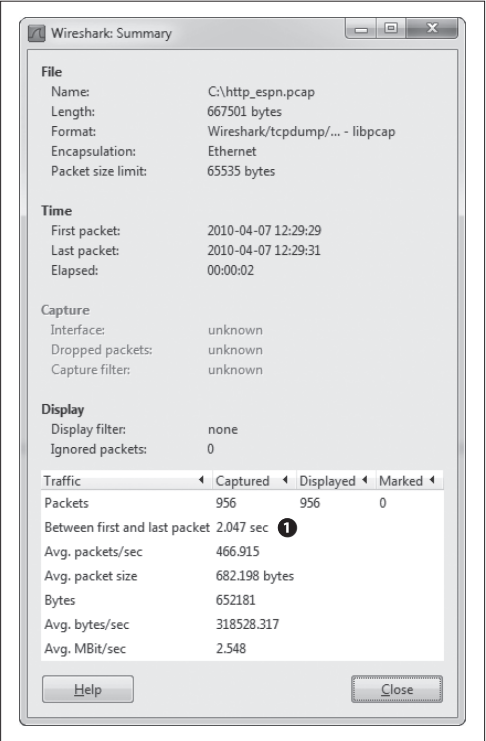 Wireshark: Summary
File
Name: C:\http_espn.pcap
Length: 667501 bytes
Format: Wireshark/tcpdump/... - libpcap
Encapsulation: Ethernet
Packet size limit: 65535 bytes
Time
First packet: 2010-04-07 12:29:29
Last packet: 2010-04-07 12:29:31
Elapsed: 00:00:02
Capture
Interface: unknown
Dropped packets: unknown
Capture filter: unknown
Display
Display filter: none
Ignored packets: 0
Traffic Captured Displayed Marked
Packets 956 956 0
Between first and last packet 2.047 sec 1
Avg. packets/sec 466.915
Avg. packet size 682.198 bytes
Bytes 652181
Avg. bytes/sec 318528.317
Avg. MBit/sec 2.548
Help Close